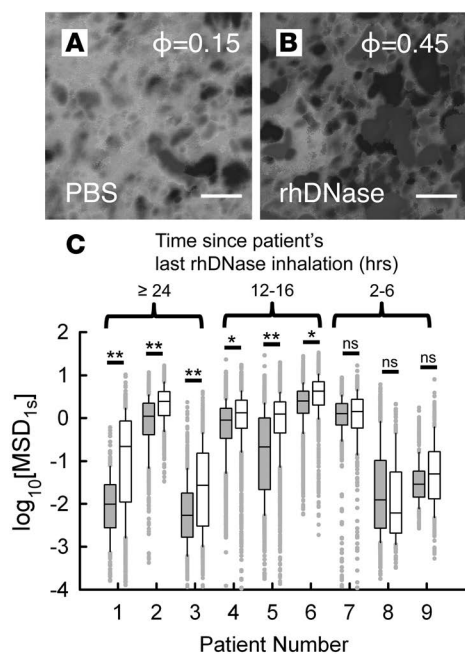 A
ϕ=0.15
PBS
B
ϕ=0.45
rhDNase
C
Time since patient's
last rhDNase inhalation (hrs)
≥ 24
12-16
2-6
** ** ** * ** * ns ns ns
log10[MSD1s]
2
1
0
-1
-2
-3
-4
1 2 3 4 5 6 7 8 9
Patient Number